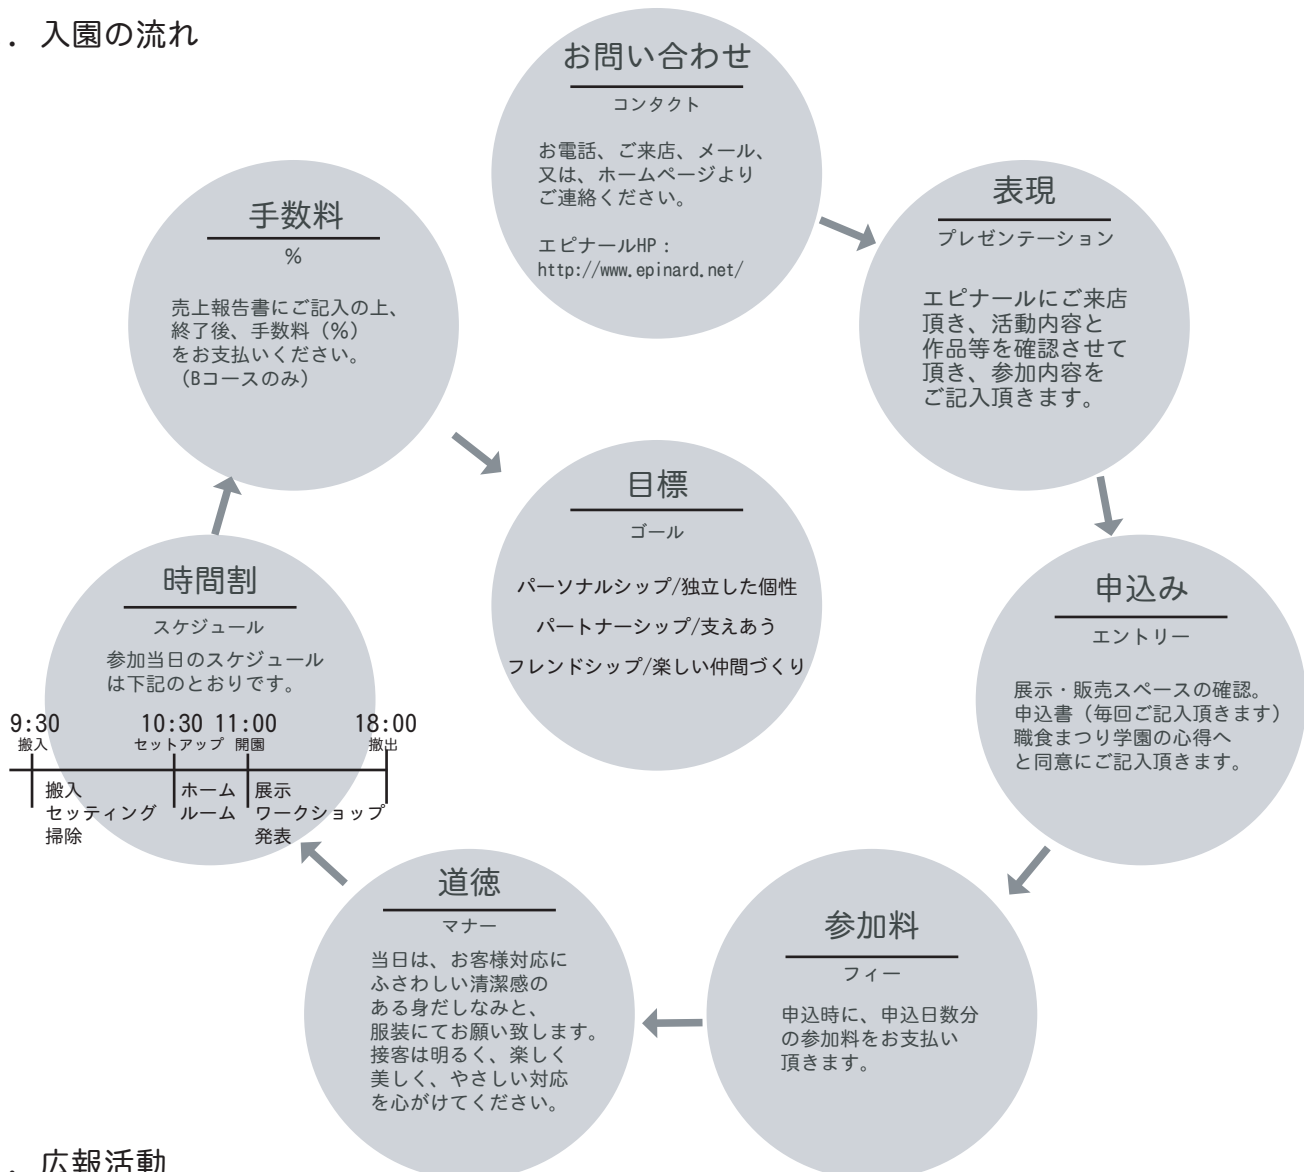 ．入園の流れ
お問い合わせ
コンタクト
お電話、ご来店、メール、
又は、ホームページより
ご連絡ください。
エピナールHP：
http://www.epinard.net/
表現
プレゼンテーション
エピナールにご来店
頂き、活動内容と
作品等を確認させて
頂き、参加内容を
ご記入頂きます。
申込み
エントリー
展示・販売スペースの確認。
申込書（毎回ご記入頂きます）
職食まつり学園の心得へ
と同意にご記入頂きます。
参加料
フィー
申込時に、申込日数分
の参加料をお支払い
頂きます。
道徳
マナー
当日は、お客様対応に
ふさわしい清潔感の
ある身だしなみと、
服装にてお願い致します。
接客は明るく、楽しく
美しく、やさしい対応
を心がけてください。
時間割
スケジュール
参加当日のスケジュール
は下記のとおりです。
9:30 10:30 11:00 18:00
搬入 セットアップ 開園 撤出
搬入 ホーム 展示
セッティング ルーム ワークショップ
掃除 発表
手数料
%
売上報告書にご記入の上、
終了後、手数料（%）
をお支払いください。
（Bコースのみ）
目標
ゴール
パーソナルシップ/独立した個性
パートナーシップ/支えあう
フレンドシップ/楽しい仲間づくり
．広報活動